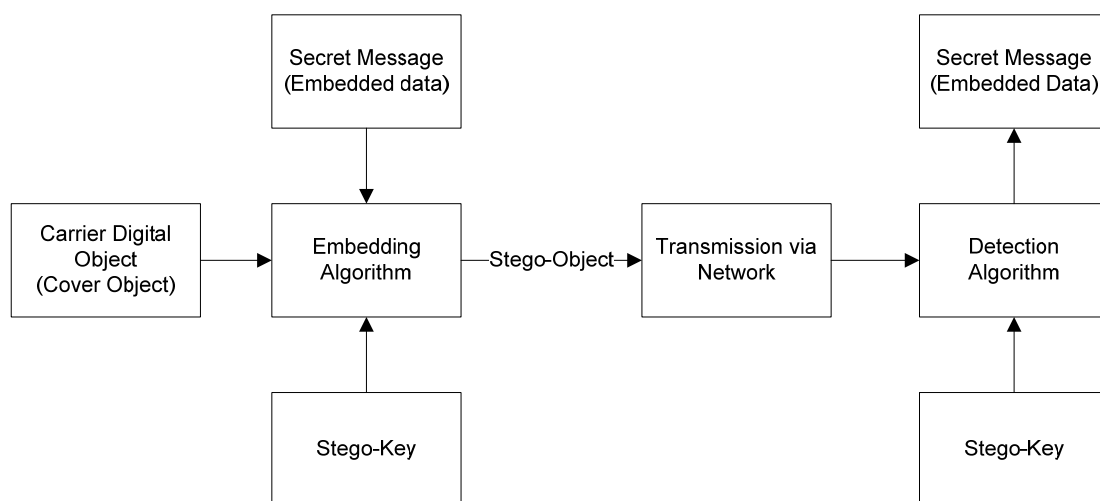 Secret Message
(Embedded data)
Secret Message
(Embedded Data)
Carrier Digital
Object
(Cover Object)
Embedding
Algorithm
Stego-Object
Transmission via
Network
Detection
Algorithm
Stego-Key
Stego-Key